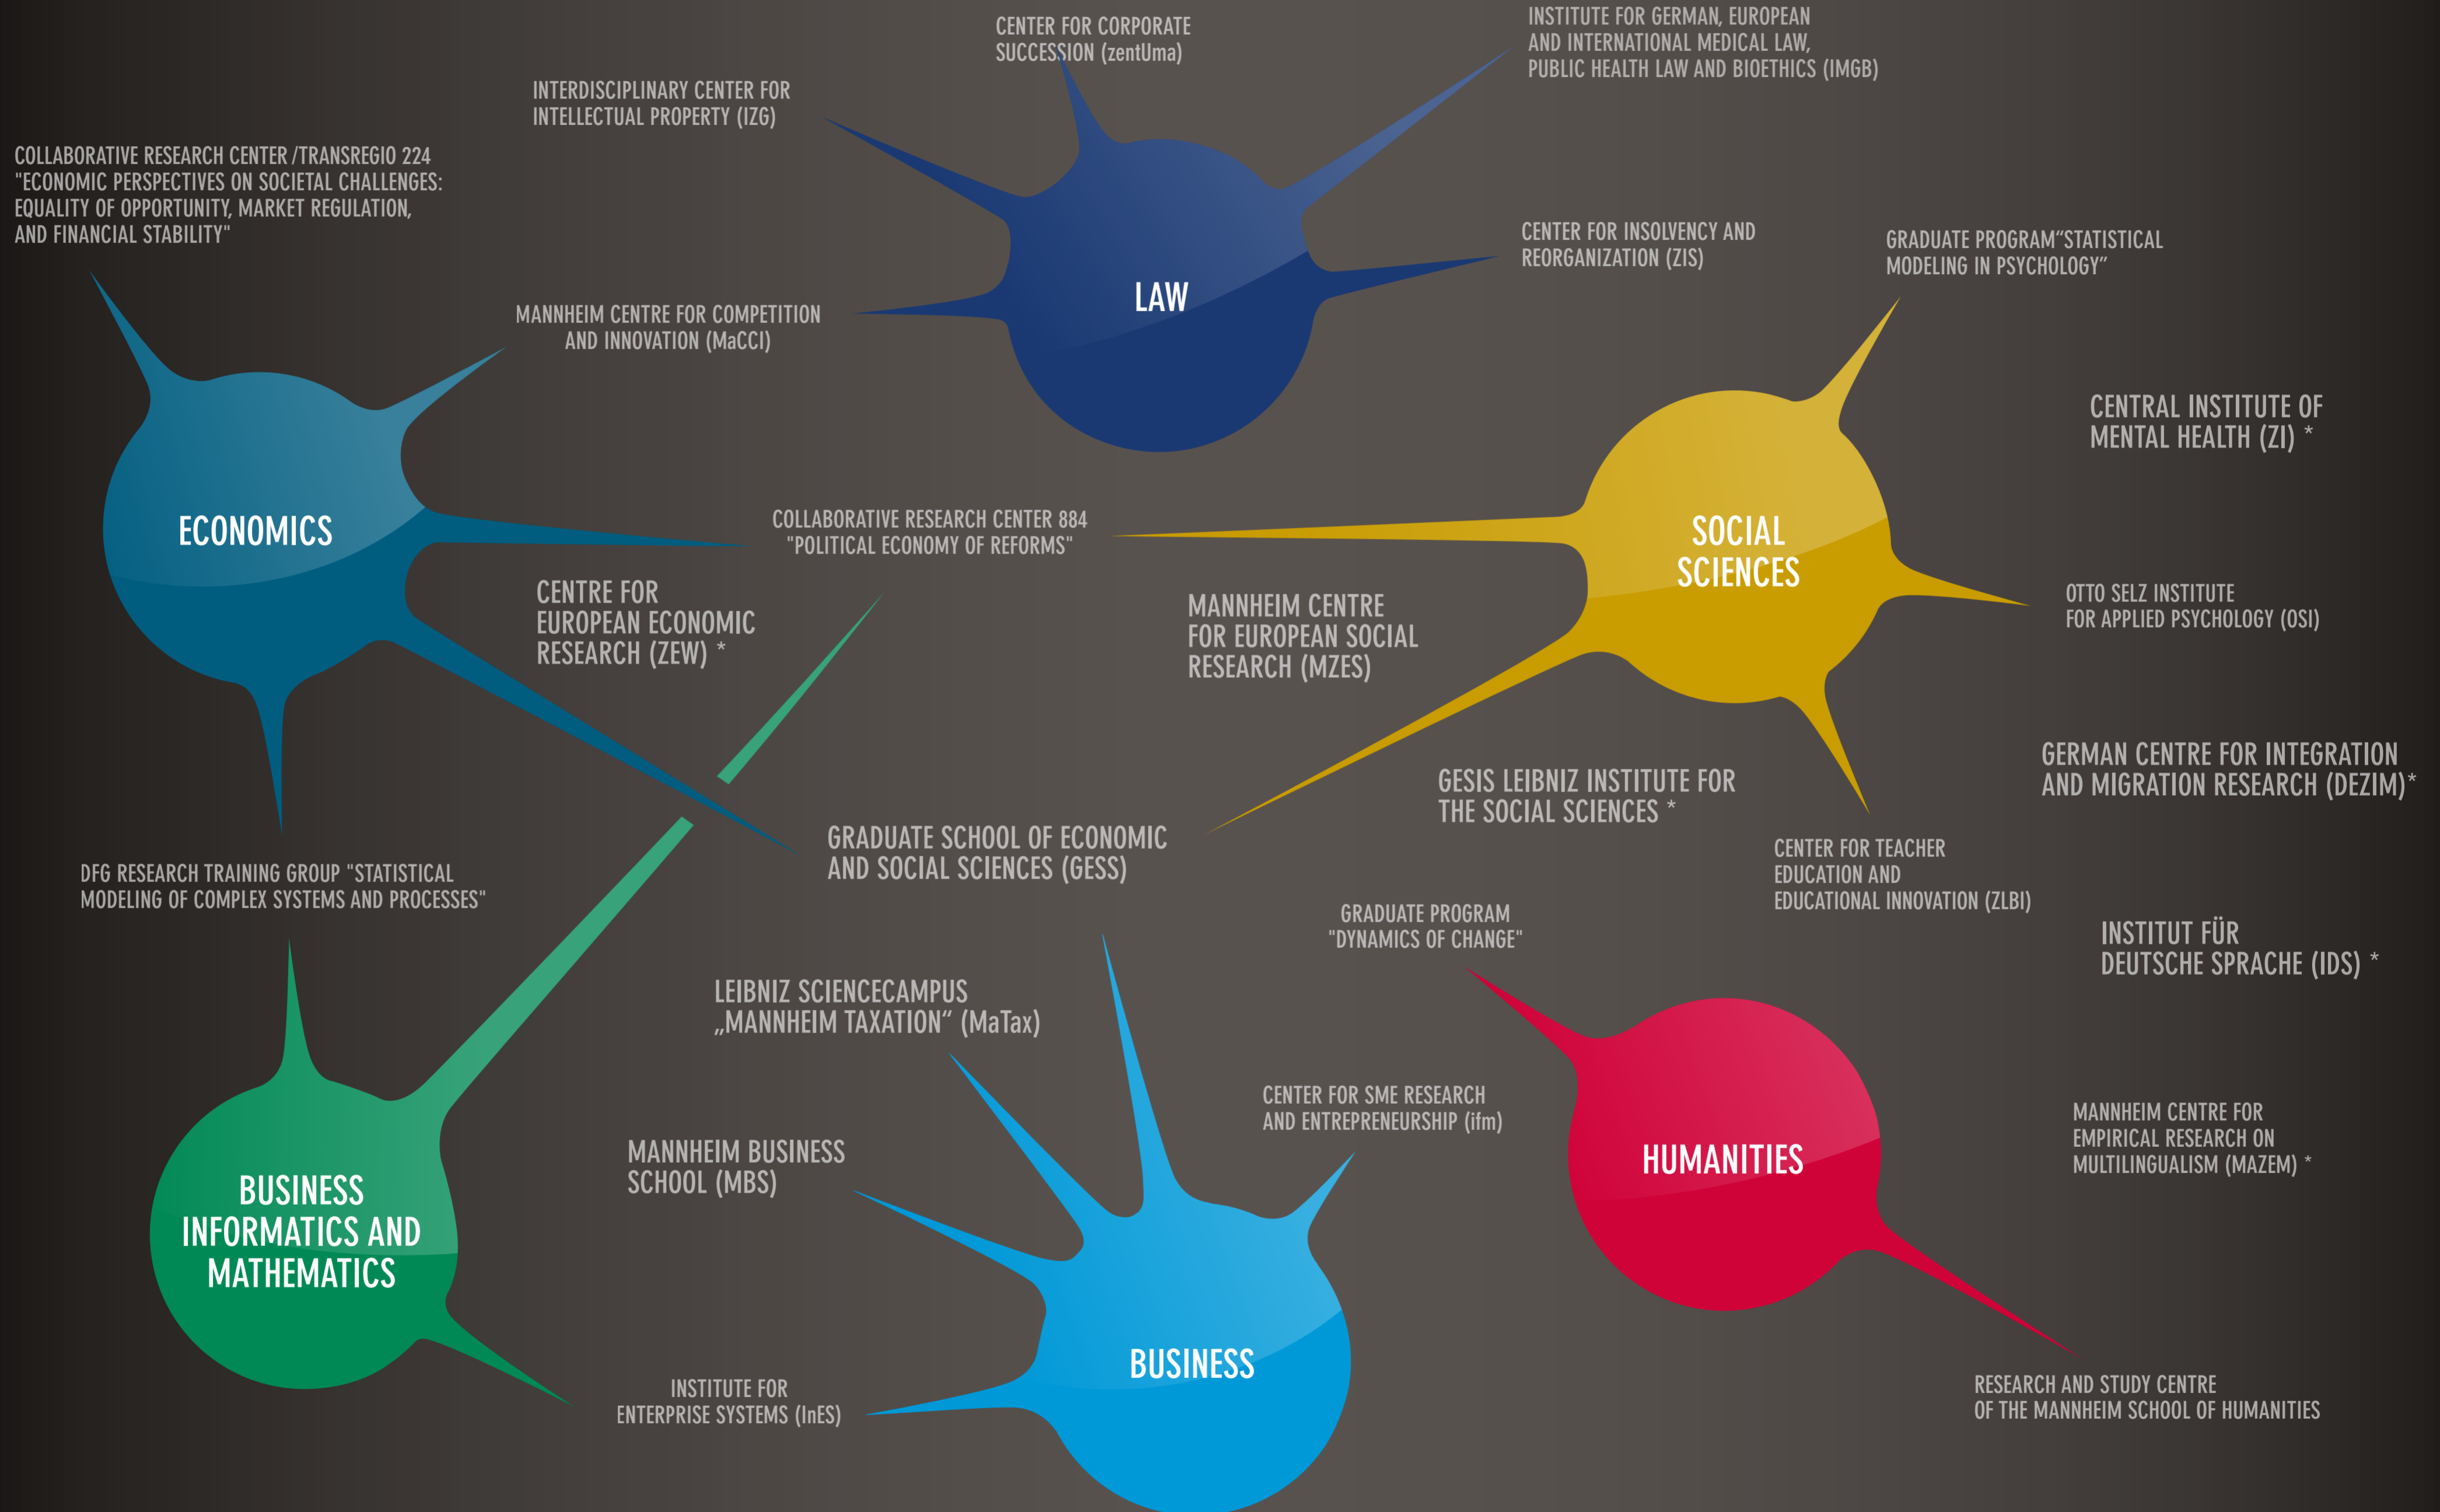 CENTER FOR CORPORATE
SUCCESSION (zentUma)
INSTITUTE FOR GERMAN, EUROPEAN
AND INTERNATIONAL MEDICAL LAW,
PUBLIC HEALTH LAW AND BIOETHICS (IMGB)
INTERDISCIPLINARY CENTER FOR
INTELLECTUAL PROPERTY (IZG)
COLLABORATIVE RESEARCH CENTER /TRANSREGIO 224
"ECONOMIC PERSPECTIVES ON SOCIETAL CHALLENGES:
EQUALITY OF OPPORTUNITY, MARKET REGULATION,
AND FINANCIAL STABILITY"
CENTER FOR INSOLVENCY AND
REORGANIZATION (ZIS)
GRADUATE PROGRAM“STATISTICAL
MODELING IN PSYCHOLOGY”
LAW
MANNHEIM CENTRE FOR COMPETITION
AND INNOVATION (MaCCI)
CENTRAL INSTITUTE OF
MENTAL HEALTH (ZI) *
ECONOMICS
COLLABORATIVE RESEARCH CENTER 884
"POLITICAL ECONOMY OF REFORMS"
SOCIAL
SCIENCES
CENTRE FOR
EUROPEAN ECONOMIC
RESEARCH (ZEW) *
MANNHEIM CENTRE
FOR EUROPEAN SOCIAL
RESEARCH (MZES)
OTTO SELZ INSTITUTE
FOR APPLIED PSYCHOLOGY (OSI)
GERMAN CENTRE FOR INTEGRATION
AND MIGRATION RESEARCH (DEZIM)*
GESIS LEIBNIZ INSTITUTE FOR
THE SOCIAL SCIENCES *
GRADUATE SCHOOL OF ECONOMIC
AND SOCIAL SCIENCES (GESS)
CENTER FOR TEACHER
EDUCATION AND
EDUCATIONAL INNOVATION (ZLBI)
DFG RESEARCH TRAINING GROUP "STATISTICAL
MODELING OF COMPLEX SYSTEMS AND PROCESSES"
GRADUATE PROGRAM
"DYNAMICS OF CHANGE"
INSTITUT FÜR
DEUTSCHE SPRACHE (IDS) *
LEIBNIZ SCIENCECAMPUS
„MANNHEIM TAXATION“ (MaTax)
CENTER FOR SME RESEARCH
AND ENTREPRENEURSHIP (ifm)
MANNHEIM CENTRE FOR
EMPIRICAL RESEARCH ON
MULTILINGUALISM (MAZEM) *
MANNHEIM BUSINESS
SCHOOL (MBS)
HUMANITIES
BUSINESS
INFORMATICS AND
MATHEMATICS
BUSINESS
INSTITUTE FOR
ENTERPRISE SYSTEMS (InES)
RESEARCH AND STUDY CENTRE
OF THE MANNHEIM SCHOOL OF HUMANITIES